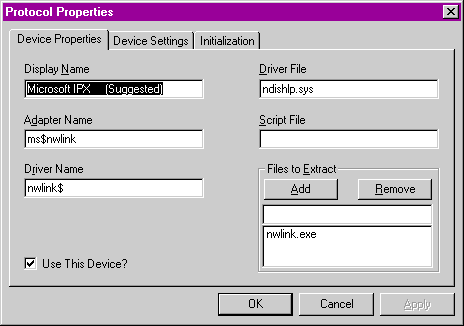 Protocol Properties
Device Properties Device Settings Initialization
Display Name
Microsoft IPX (Suggested)
Adapter Name
ms$nwlink
Driver Name
nwlink$
Use This Device?
Driver File
ndishlp.sys
Script File
Files to Extract
Add Remove
nwlink.exe
OK Cancel Apply